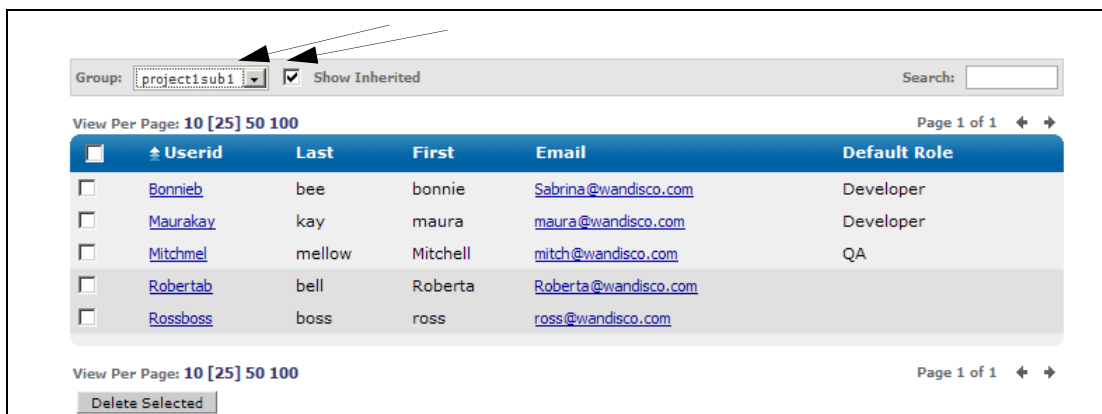 Group: project1sub1 Show Inherited Search:
View Per Page: 10 [25] 50 100 Page 1 of 1
Userid Last First Email Default Role
Bonnieb bee bonnie Sabrina@wandisco.com Developer
Maurakay kay maura maura@wandisco.com Developer
Mitchmel mellow Mitchell mitch@wandisco.com QA
Robertab bell Roberta Roberta@wandisco.com
Rossboss boss ross ross@wandisco.com
View Per Page: 10 [25] 50 100 Page 1 of 1
Delete Selected